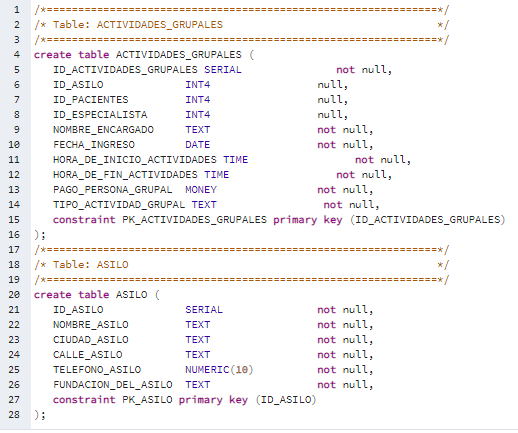 1 /*==============================================================*/
2 /* Table: ACTIVIDADES_GRUPALES                                  */
3 /*==============================================================*/
4 create table ACTIVIDADES_GRUPALES (
5    ID_ACTIVIDADES_GRUPALES SERIAL               not null,
6    ID_ASILO             INT4                 null,
7    ID_PACIENTES         INT4                 null,
8    ID_ESPECIALISTA      INT4                 null,
9    NOMBRE_ENCARGADO     TEXT                 not null,
10    FECHA_INGRESO        DATE                 not null,
11    HORA_DE_INICIO_ACTIVIDADES TIME                 not null,
12    HORA_DE_FIN_ACTIVIDADES TIME                 not null,
13    PAGO_PERSONA_GRUPAL  MONEY                not null,
14    TIPO_ACTIVIDAD_GRUPAL TEXT                 not null,
15    constraint PK_ACTIVIDADES_GRUPALES primary key (ID_ACTIVIDADES_GRUPALES)
16 );
17 /*==============================================================*/
18 /* Table: ASILO                                                 */
19 /*==============================================================*/
20 create table ASILO (
21    ID_ASILO             SERIAL               not null,
22    NOMBRE_ASILO         TEXT                 not null,
23    CIUDAD_ASILO         TEXT                 not null,
24    CALLE_ASILO          TEXT                 not null,
25    TELEFONO_ASILO       NUMERIC(10)          not null,
26    FUNDACION_DEL_ASILO  TEXT                 not null,
27    constraint PK_ASILO primary key (ID_ASILO)
28 );